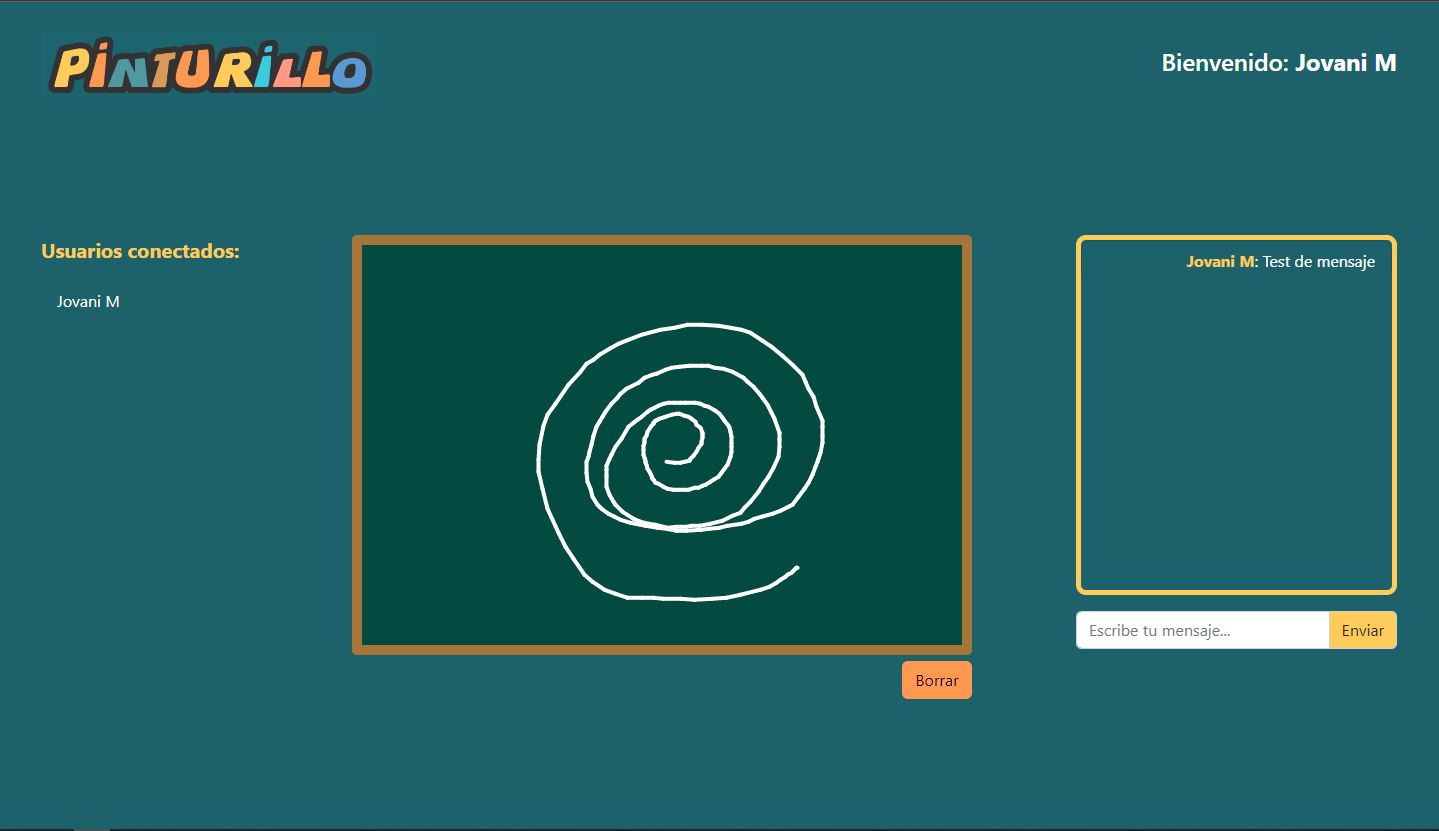 PiNTURiLLO
Bienvenido: Jovani M
Usuarios conectados:
Jovani M
Jovani M: Test de mensaje
Escribe tu mensaje...
Enviar
Borrar